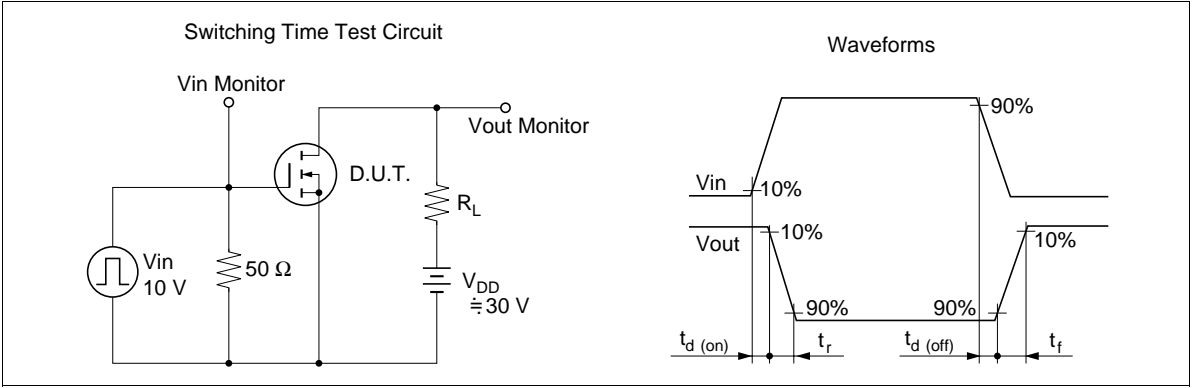 Switching Time Test Circuit
Vin Monitor
Vout Monitor
D.U.T.
R_L
Vin
10 V
50 Ω
V_DD
≒30 V
Waveforms
90%
Vin
10%
Vout
10%
10%
90%
90%
t_d (on)
t_r
t_d (off)
t_f